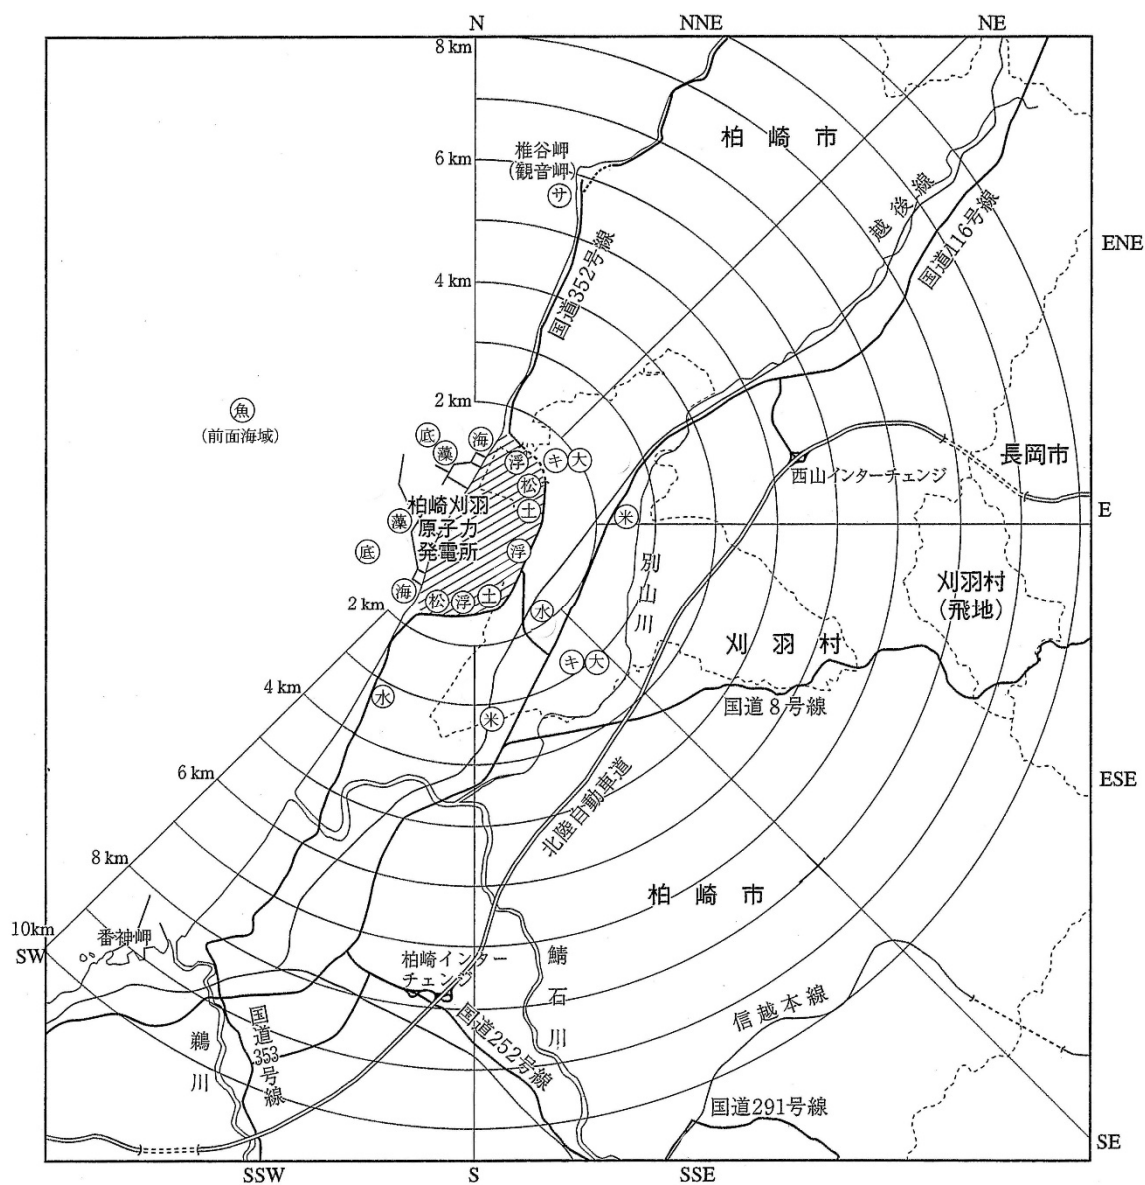 N
NNE
NE
8 km
柏崎市
6 km
椎谷岬
(観音岬)
サ
越後線
国道116号線
ENE
国道352号線
4 km
2 km
魚
(前面海域)
底
藻
海
浮
キ
大
長岡市
西山インターチェンジ
松
柏崎刈羽
原子力
発電所
土
米
E
藻
底
浮
別山川
刈羽村
(飛地)
海
松
浮
土
2 km
水
刈羽村
キ
大
4 km
水
米
国道8号線
6 km
ESE
北陸自動車道
8 km
柏崎市
10km
SW
番神岬
柏崎インター
チェンジ
鯖石川
信越本線
国道353号線
国道252号線
鵜川
国道291号線
SE
SSW
S
SSE